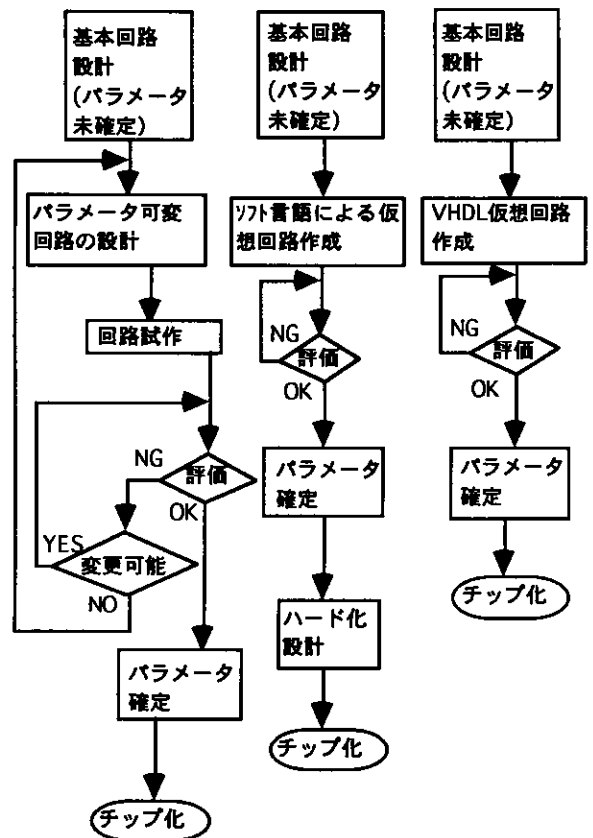 基本回路
設計
(パラメータ
未確定)
パラメータ可変
回路の設計
回路試作
NG
評価
OK
YES
変更可能
NO
パラメータ
確定
チップ化
基本回路
設計
(パラメータ
未確定)
ソフト言語による仮
想回路作成
NG
評価
OK
パラメータ
確定
ハード化
設計
チップ化
基本回路
設計
(パラメータ
未確定)
VHDL仮想回路
作成
NG
評価
OK
パラメータ
確定
チップ化